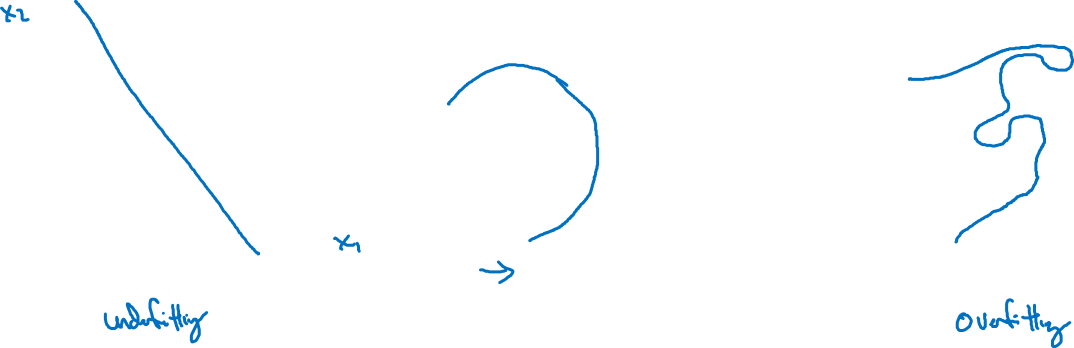 x2
x1
→
underfitting
overfitting